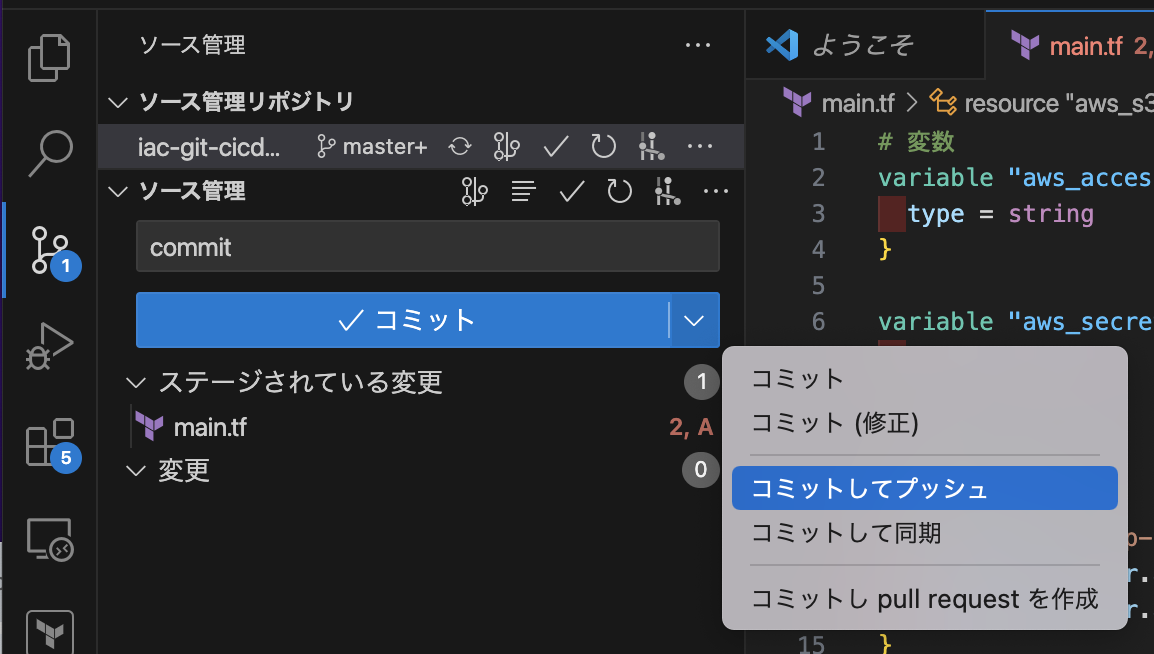 ソース管理
ようこそ
main.tf 2,
ソース管理リポジトリ
main.tf > resource "aws_s3
iac-git-cicd... master+
ソース管理
commit
コミット
1
5
ステージされている変更 1
main.tf 2, A
変更 0
コミット
コミット (修正)
コミットしてプッシュ
コミットして同期
コミットし pull request を作成
1 # 変数
2 variable "aws_acces
3 type = string
4 }
5
6 variable "aws_secre
15 }